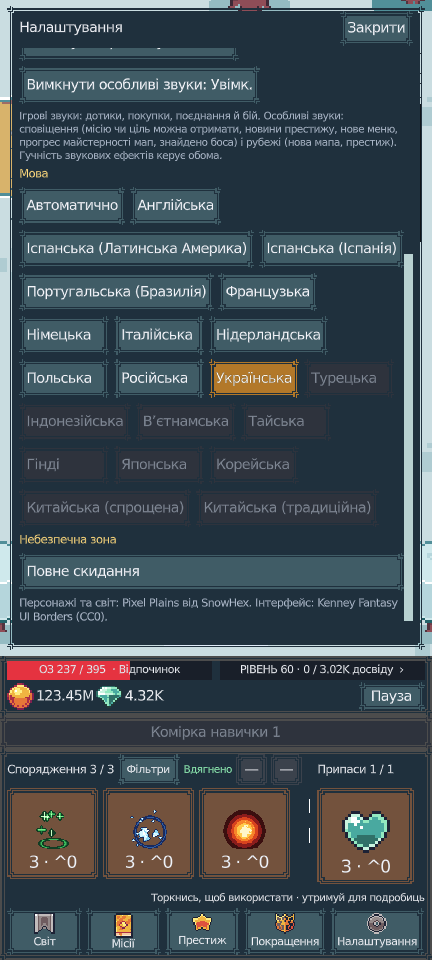 Налаштування
Закрити
Вимкнути особливі звуки: Увімк.
Ігрові звуки: дотики, покупки, поєднання й бій. Особливі звуки:
сповіщення (місію чи ціль можна отримати, новини престижу, нове меню,
прогрес майстерності мап, знайдено боса) і рубежі (нова мапа, престиж).
Гучність звукових ефектів керує обома.
Мова
Автоматично Англійська
Іспанська (Латинська Америка) Іспанська (Іспанія)
Португальська (Бразилія) Французька
Німецька Італійська Нідерландська
Польська Російська Українська Турецька
Індонезійська В’єтнамська Тайська
Гінді Японська Корейська
Китайська (спрощена) Китайська (традиційна)
Небезпечна зона
Повне скидання
Персонажі та світ: Pixel Plains від SnowHex. Інтерфейс: Kenney Fantasy
UI Borders (CC0).
ОЗ 237 / 395 · Відпочинок РІВЕНЬ 60 · 0 / 3.02K досвіду ›
123.45M 4.32K Пауза
Комірка навички 1
Спорядження 3 / 3 Фільтри Вдягнено — — Припаси 1 / 1
3 · ^0 3 · ^0 3 · ^0 3 · ^0
Торкнись, щоб використати · утримуй для подробиць
Світ Місії Престиж Покращення Налаштування